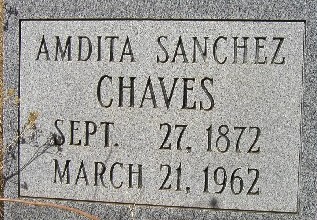 AMDITA SANCHEZ
CHAVES
SEPT. 27, 1872
MARCH 21, 1962